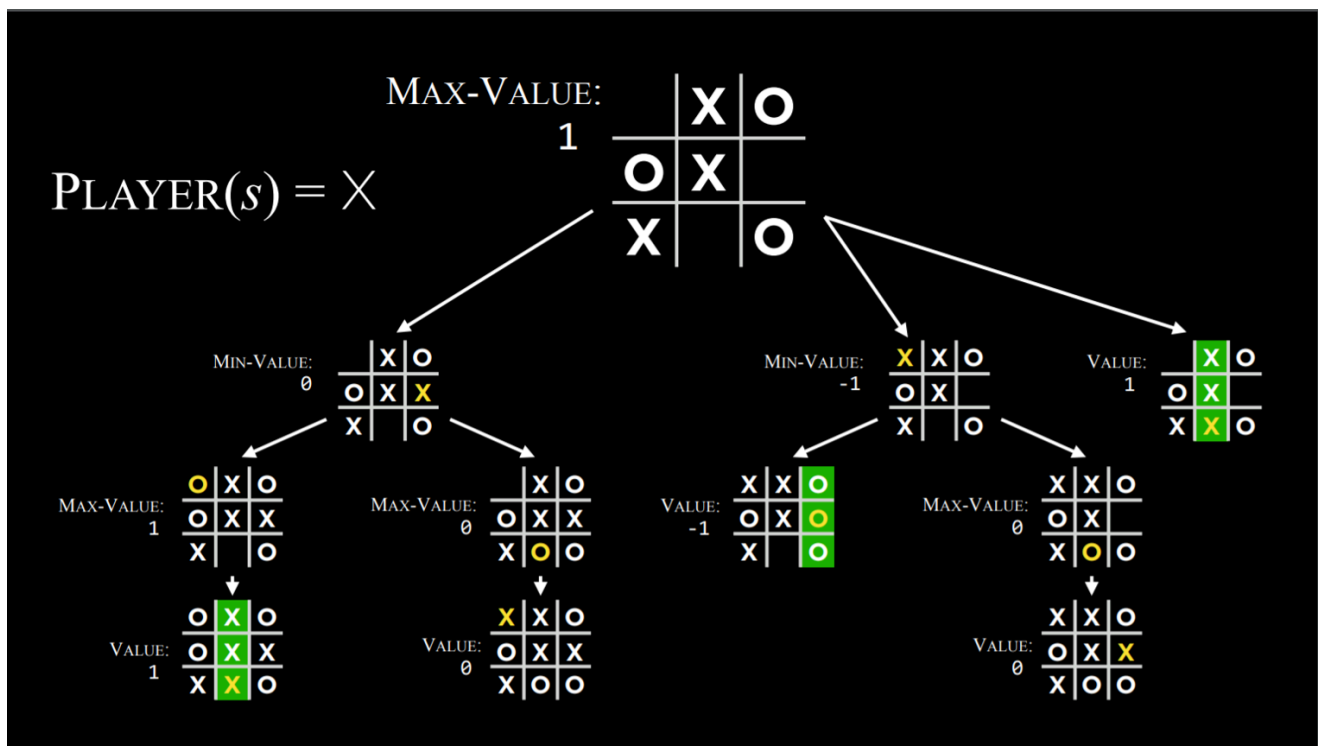 MAX-VALUE:
1
X O
O X
X O
PLAYER(s) = X
MIN-VALUE:
0
X O
O X X
X O
MIN-VALUE:
-1
X X O
O X
X O
VALUE:
1
X O
O X
X X O
MAX-VALUE:
1
O X O
O X X
X O
MAX-VALUE:
0
X O
O X X
X O O
VALUE:
-1
X X O
O X O
X O
MAX-VALUE:
0
X X O
O X
X O O
VALUE:
1
O X O
O X X
X X O
VALUE:
0
X X O
O X X
X O O
VALUE:
0
X X O
O X X
X O O